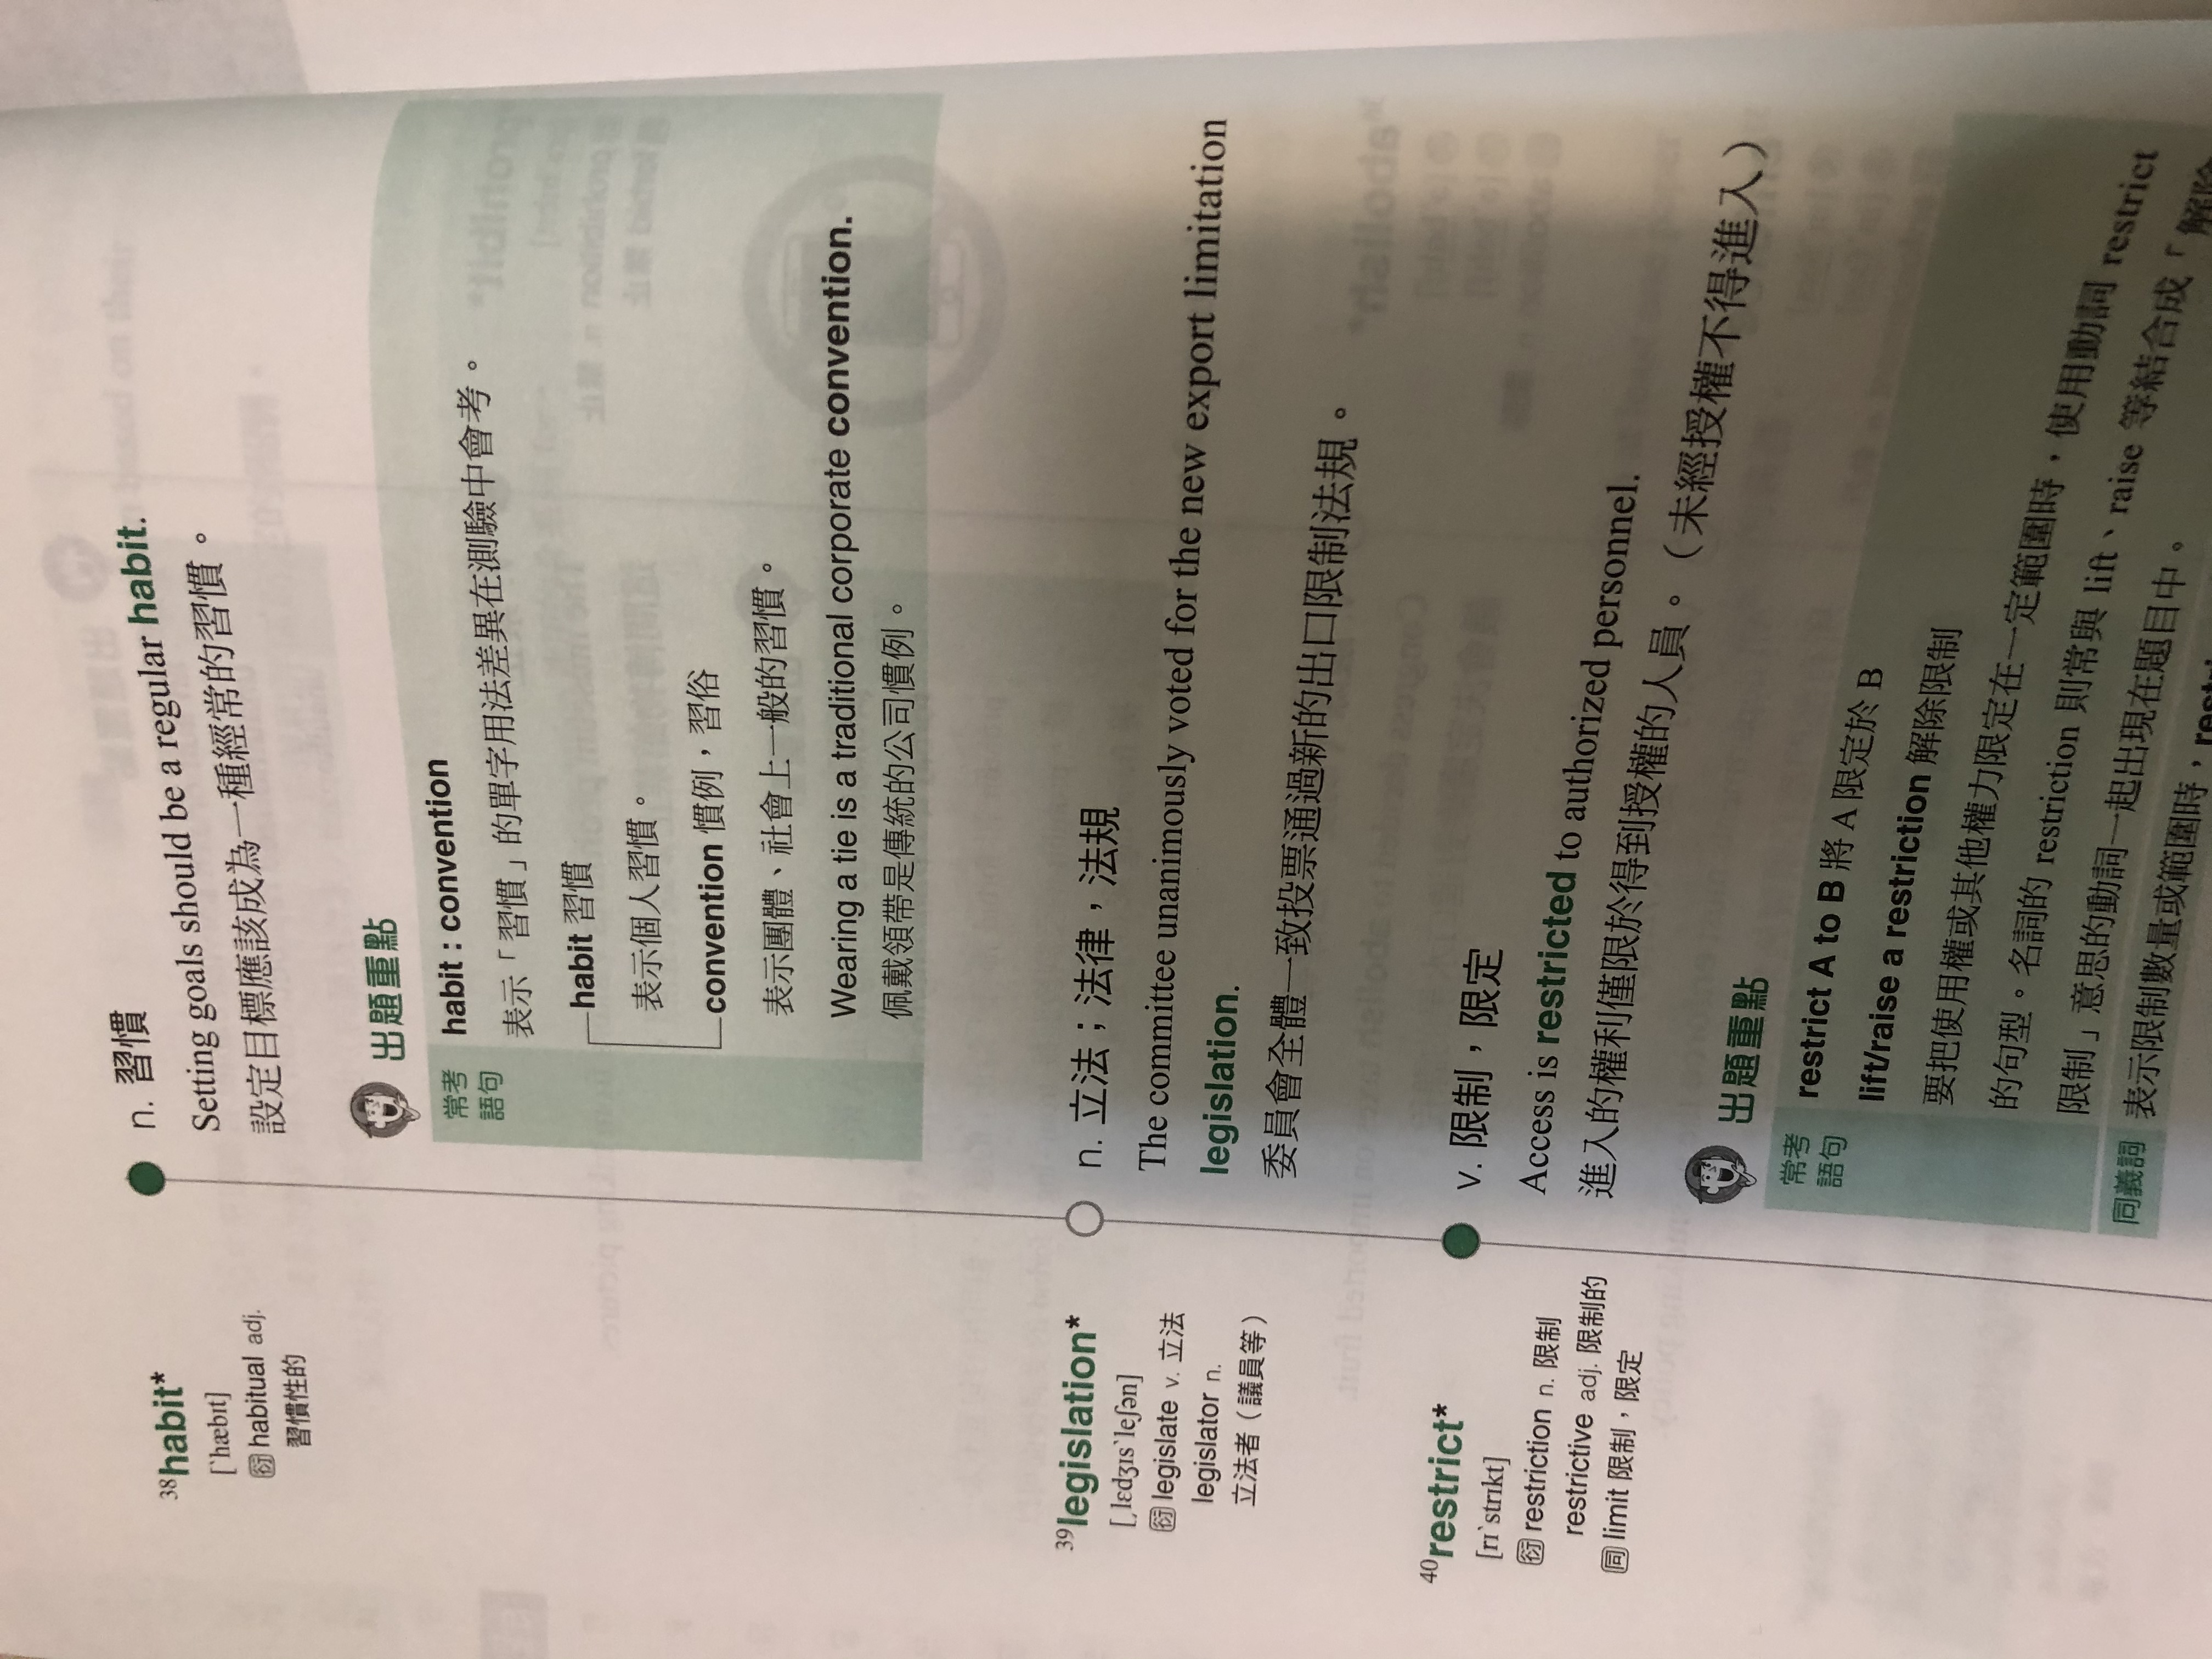 38habit*
[ˋhæbɪt]
衍 habitual adj.
習慣性的
n. 習慣
Setting goals should be a regular habit.
設定目標應該成為一種經常的習慣。
出題重點
常考
語句
habit : convention
表示「習慣」的單字用法差異在測驗中會考。
habit 習慣
表示個人習慣。
convention 慣例，習俗
表示團體、社會上一般的習慣。
Wearing a tie is a traditional corporate convention.
佩戴領帶是傳統的公司慣例。
39legislation*
[ˌlɛdʒɪsˋleʃən]
衍 legislate v. 立法
legislator n.
立法者（議員等）
n. 立法；法律，法規
The committee unanimously voted for the new export limitation
legislation.
委員會全體一致投票通過新的出口限制法規。
40restrict*
[rɪˋstrɪkt]
衍 restriction n. 限制
restrictive adj. 限制的
同 limit 限制，限定
v. 限制，限定
Access is restricted to authorized personnel.
進入的權利僅限於得到授權的人員。（未經授權不得進入）
出題重點
常考
語句
restrict A to B 將 A 限定於 B
lift/raise a restriction 解除限制
要把使用權或其他權力限定在一定範圍時，使用動詞 restrict
的句型。名詞的 restriction 則常與 lift、raise 等結合成「解除
限制」意思的動詞一起出現在題目中。
同義詞
表示限制數量或範圍時，